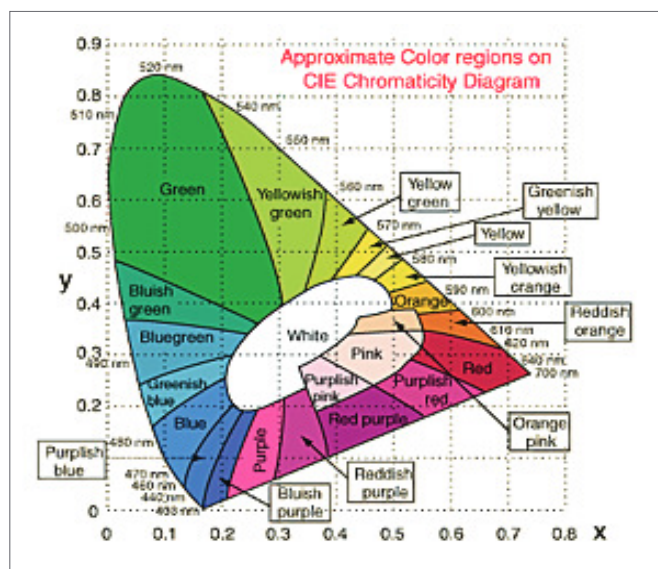 Approximate Color regions on
CIE Chromaticity Diagram
0.9
0.8
0.7
0.6
0.5
y
0.4
0.3
0.2
0.1
0
0
0.1
0.2
0.3
0.4
0.5
0.6
0.7
0.8
x
520 nm
510 nm
540 nm
550 nm
560 nm
500 nm
570 nm
580 nm
590 nm
600 nm
610 nm
620 nm
640 nm
700 nm
490 nm
480 nm
470 nm
460 nm
440 nm
Green
Yellowish
green
Yellow
green
Greenish
yellow
Yellow
Yellowish
orange
Orange
Reddish
orange
Bluish
green
Bluegreen
White
Pink
Red
Greenish
blue
Purplish
pink
Purplish
red
Blue
Orange
pink
Purple
Red purple
Purplish
blue
Reddish
purple
Bluish
purple